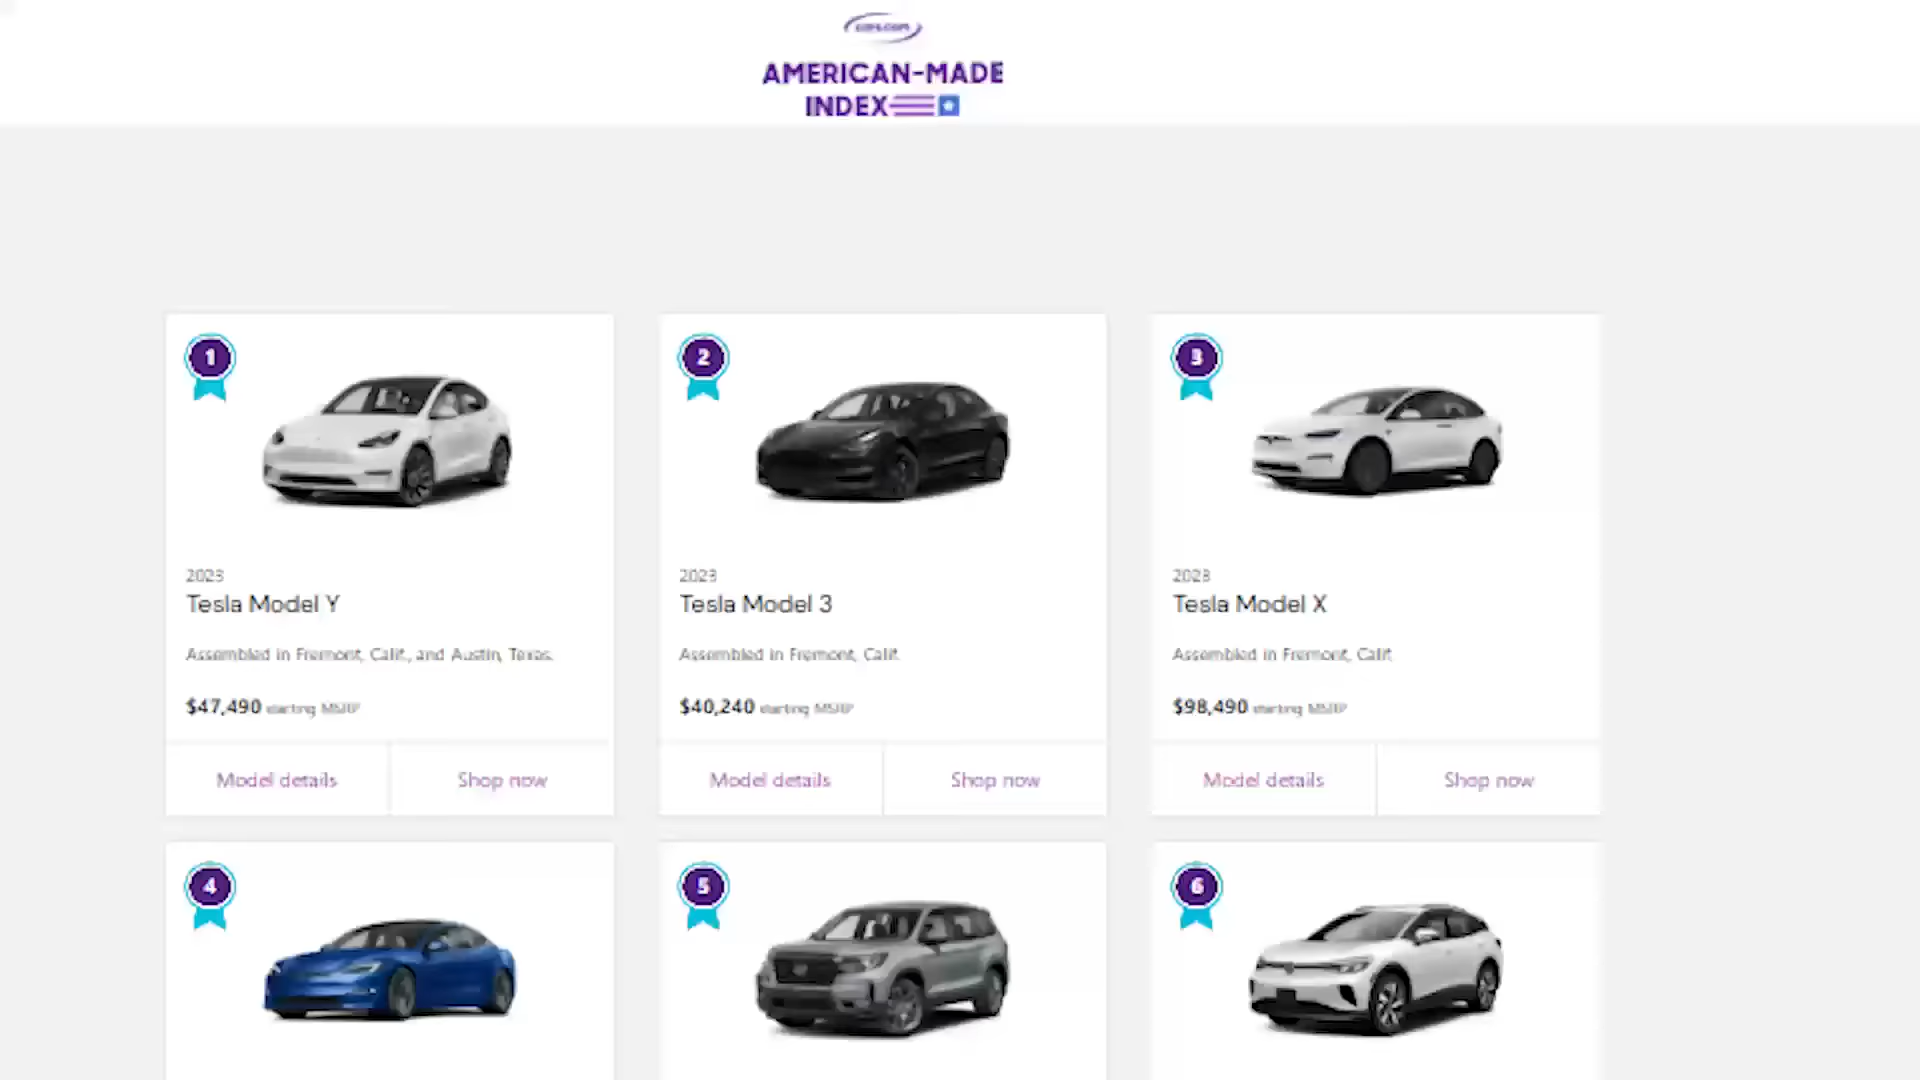 cars.com
AMERICAN-MADE
INDEX
1
2
3
2023
Tesla Model Y
Assembled in Fremont, Calif., and Austin, Texas.
$47,490 starting MSRP
Model details
Shop now
2023
Tesla Model 3
Assembled in Fremont, Calif.
$40,240 starting MSRP
Model details
Shop now
2023
Tesla Model X
Assembled in Fremont, Calif.
$98,490 starting MSRP
Model details
Shop now
4
5
6